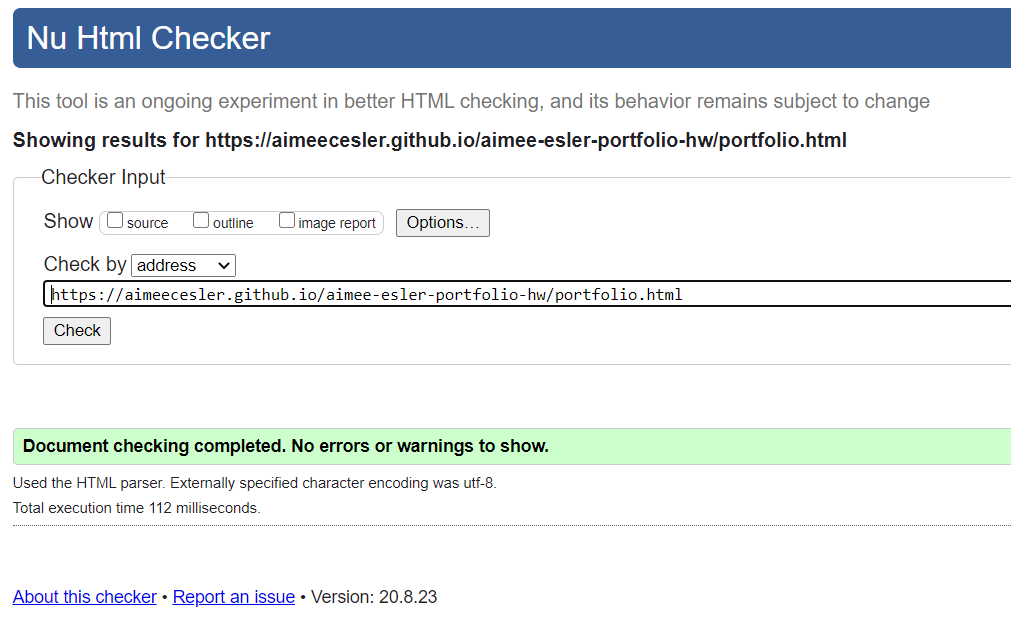 Nu Html Checker
This tool is an ongoing experiment in better HTML checking, and its behavior remains subject to change
Showing results for https://aimeecesler.github.io/aimee-esler-portfolio-hw/portfolio.html
Checker Input
Show source outline image report Options...
Check by address
https://aimeecesler.github.io/aimee-esler-portfolio-hw/portfolio.html
Check
Document checking completed. No errors or warnings to show.
Used the HTML parser. Externally specified character encoding was utf-8.
Total execution time 112 milliseconds.
About this checker • Report an issue • Version: 20.8.23